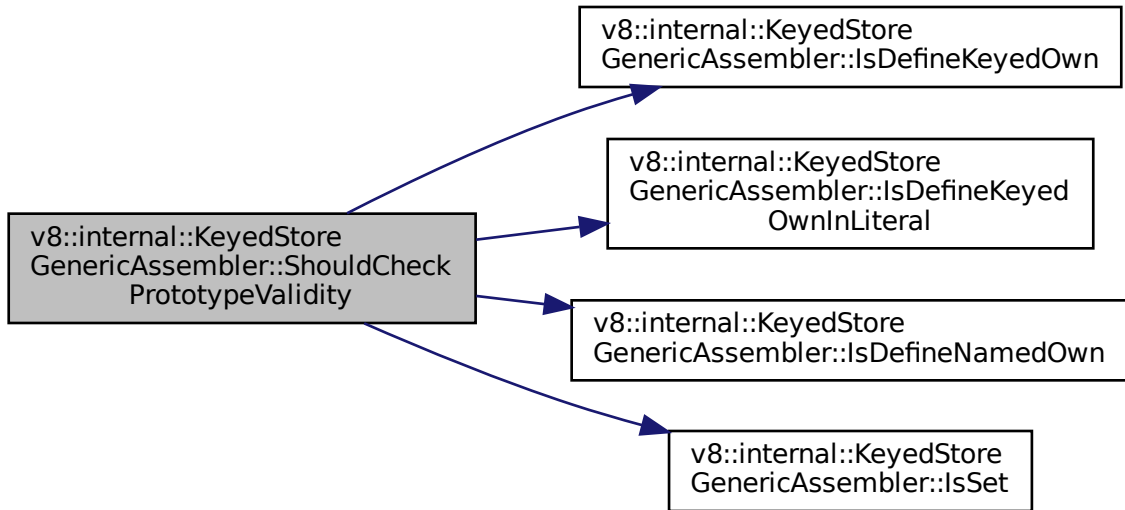 v8::internal::KeyedStore
GenericAssembler::IsDefineKeyedOwn
v8::internal::KeyedStore
GenericAssembler::IsDefineKeyed
OwnInLiteral
v8::internal::KeyedStore
GenericAssembler::ShouldCheck
PrototypeValidity
v8::internal::KeyedStore
GenericAssembler::IsDefineNamedOwn
v8::internal::KeyedStore
GenericAssembler::IsSet